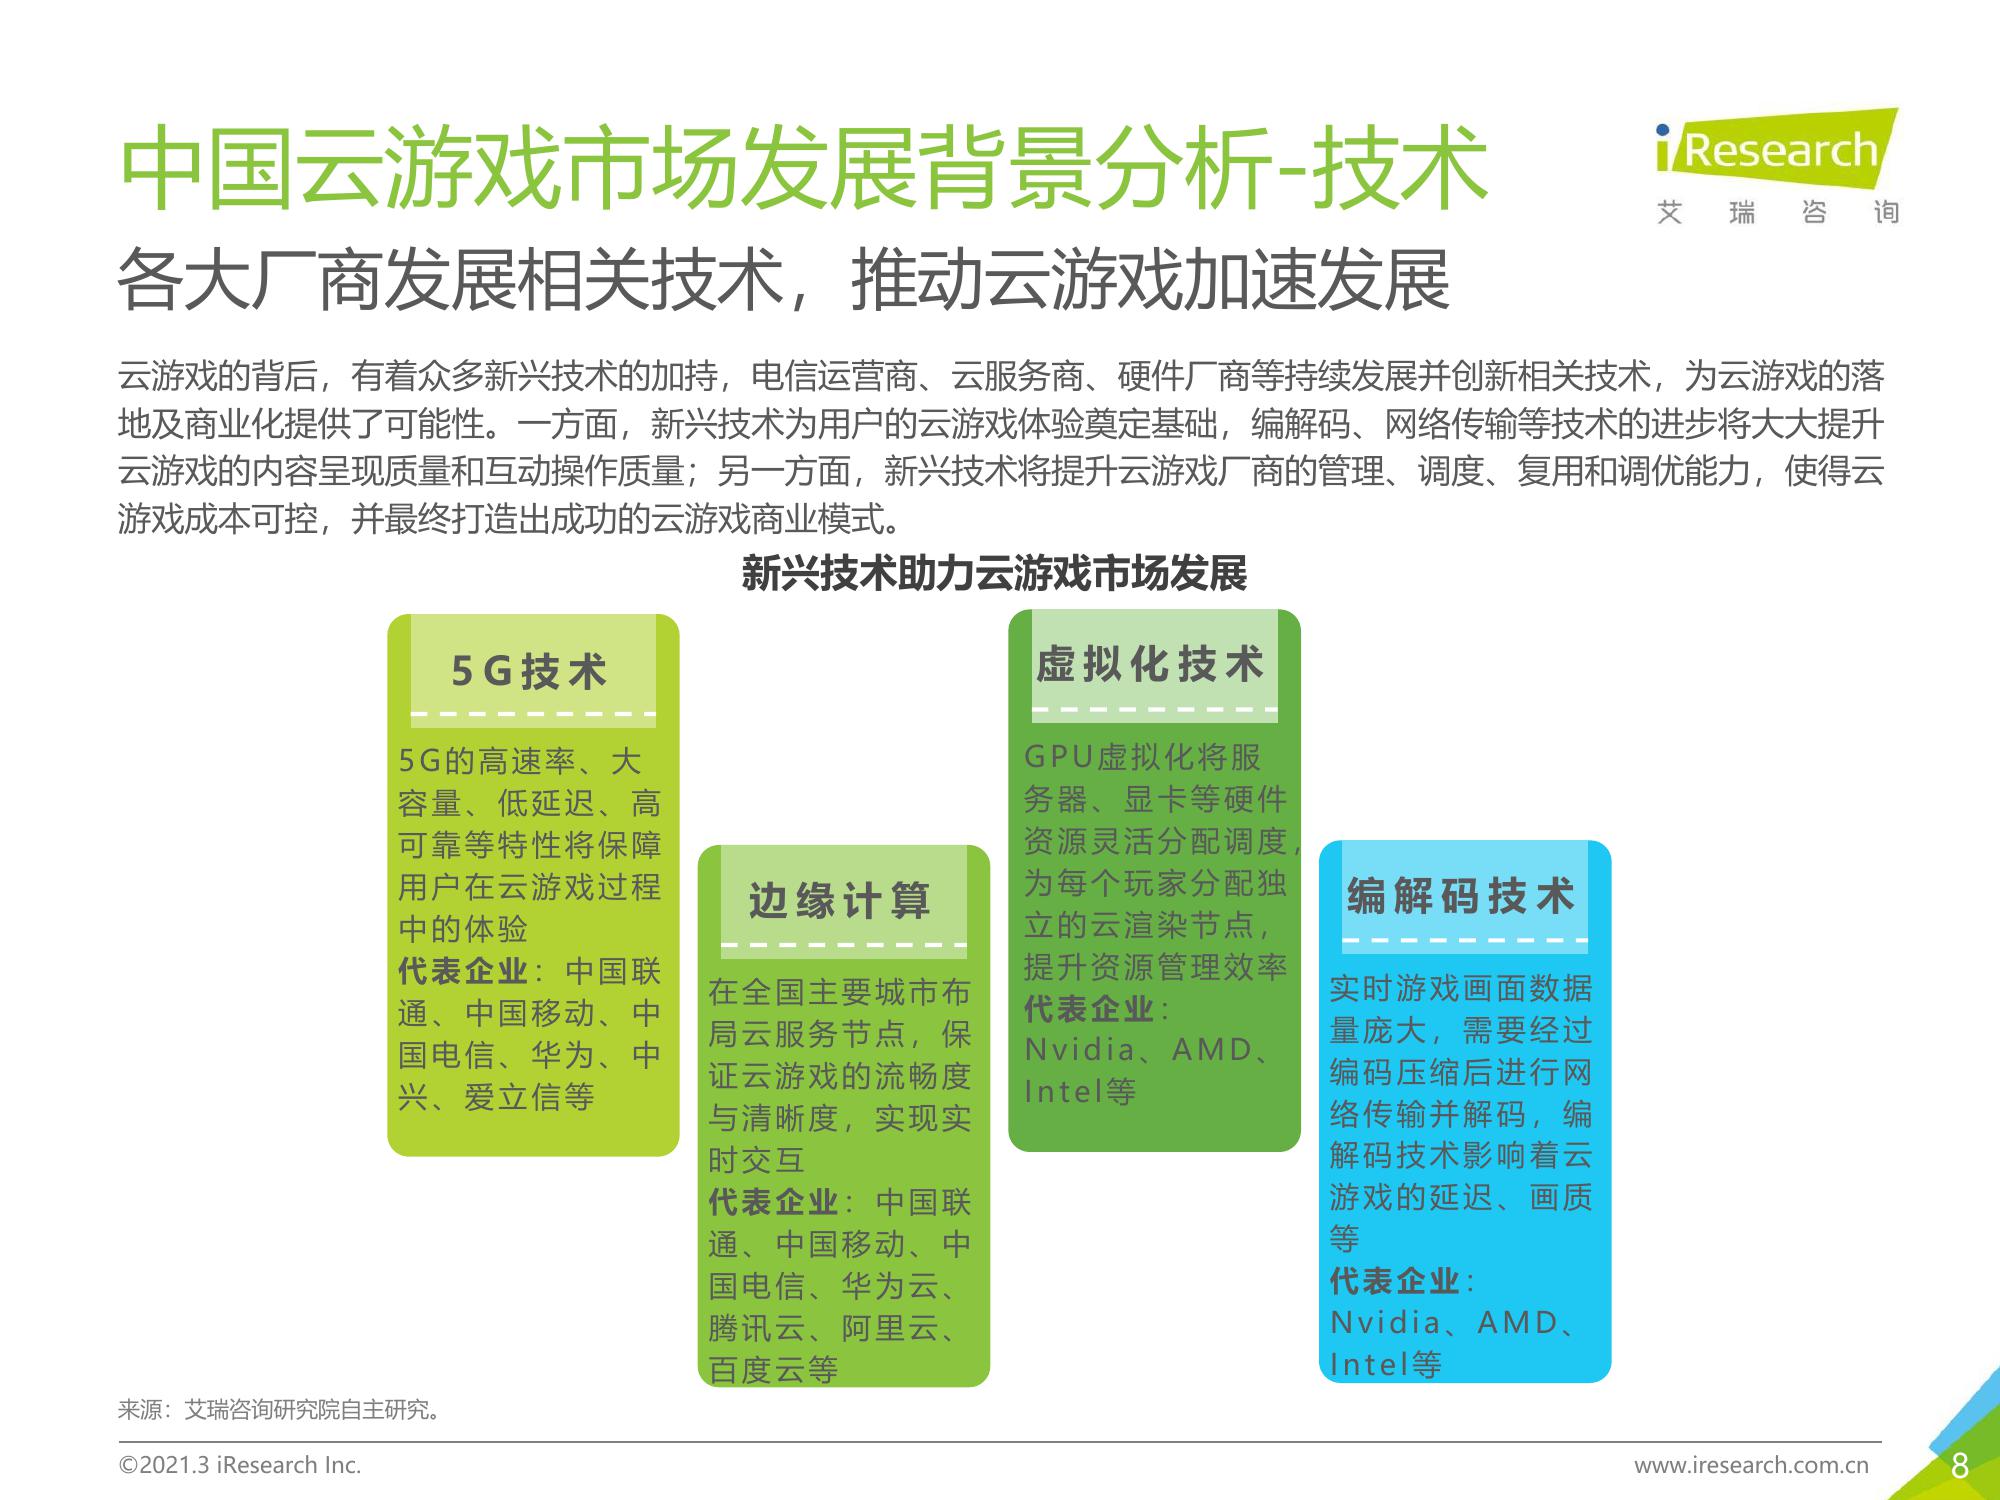 中国云游戏市场发展背景分析-技术
iResearch
艾瑞咨询
各大厂商发展相关技术，推动云游戏加速发展
云游戏的背后，有着众多新兴技术的加持，电信运营商、云服务商、硬件厂商等持续发展并创新相关技术，为云游戏的落
地及商业化提供了可能性。一方面，新兴技术为用户的云游戏体验奠定基础，编解码、网络传输等技术的进步将大大提升
云游戏的内容呈现质量和互动操作质量；另一方面，新兴技术将提升云游戏厂商的管理、调度、复用和调优能力，使得云
游戏成本可控，并最终打造出成功的云游戏商业模式。
新兴技术助力云游戏市场发展
5G技术
5G的高速率、大
容量、低延迟、高
可靠等特性将保障
用户在云游戏过程
中的体验
代表企业：中国联
通、中国移动、中
国电信、华为、中
兴、爱立信等
边缘计算
在全国主要城市布
局云服务节点，保
证云游戏的流畅度
与清晰度，实现实
时交互
代表企业：中国联
通、中国移动、中
国电信、华为云、
腾讯云、阿里云、
百度云等
虚拟化技术
GPU虚拟化将服
务器、显卡等硬件
资源灵活分配调度，
为每个玩家分配独
立的云渲染节点，
提升资源管理效率
代表企业：
Nvidia、AMD、
Intel等
编解码技术
实时游戏画面数据
量庞大，需要经过
编码压缩后进行网
络传输并解码，编
解码技术影响着云
游戏的延迟、画质
等
代表企业：
Nvidia、AMD、
Intel等
来源：艾瑞咨询研究院自主研究。
©2021.3 iResearch Inc.
www.iresearch.com.cn
8